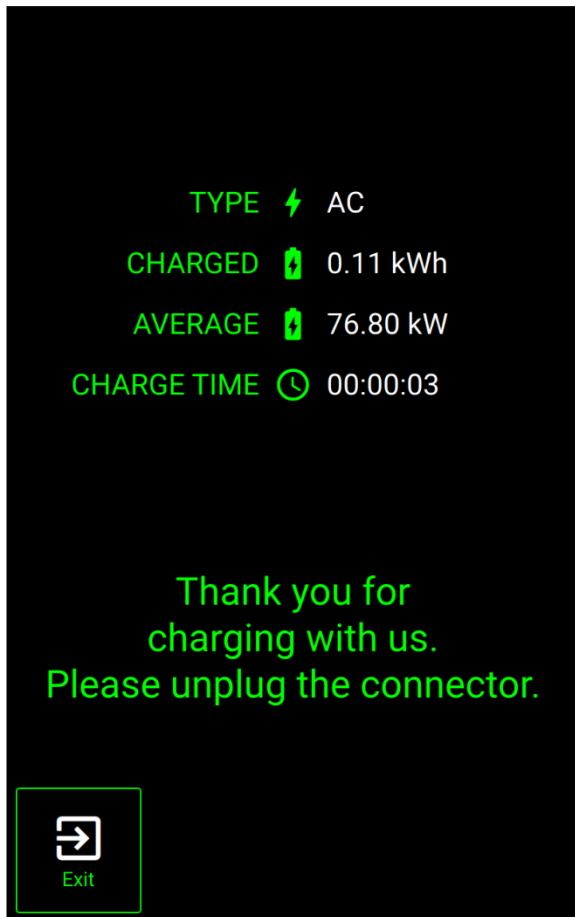 TYPE AC
CHARGED 0.11 kWh
AVERAGE 76.80 kW
CHARGE TIME 00:00:03
Thank you for
charging with us.
Please unplug the connector.
Exit